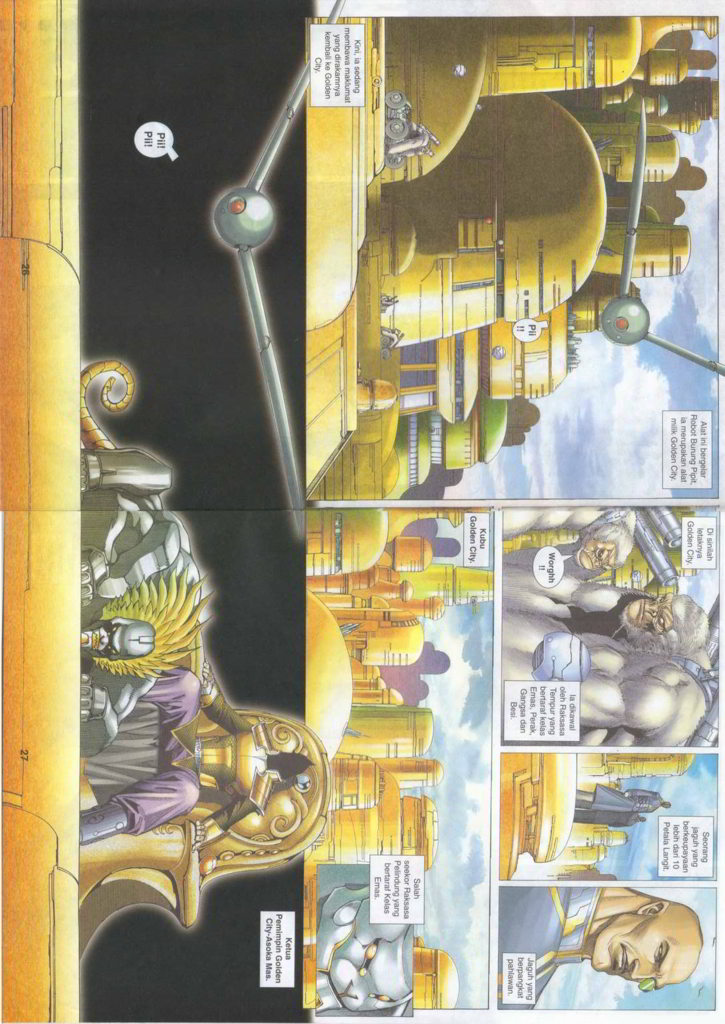 Alat ini bergelar
Robot Burung Pipit,
ia merupakan alat
milik Golden City.
Pii
!!
Kini, ia sedang
membawa maklumat
yang dirakamnya
kembali ke Golden
City.
Pii!
Pii!
26
Di sinilah
letaknya
Golden City.
Worghh
!!
Ia dikawal
oleh Raksasa
Tempur yang
bertaraf kelas
Emas, Perak,
Gangsa dan
Besi.
Seorang
jaguh yang
berkeupayaan
lebih dari 10
Petala Langit.
Jaguh yang
berpangkat
pahlawan.
Kubu
Golden City.
Salah
seekor Raksasa
Pelindung yang
bertaraf Kelas
Emas.
Ketua
Pemimpin Golden
City-Asoka Mas.
27